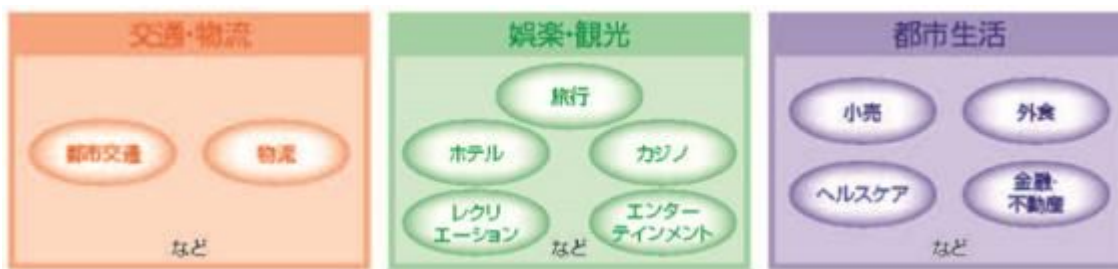 交通・物流
都市交通
物流
など
娯楽・観光
旅行
ホテル
カジノ
レクリ
エーション
エンター
テインメント
など
都市生活
小売
外食
ヘルスケア
金融・
不動産
など